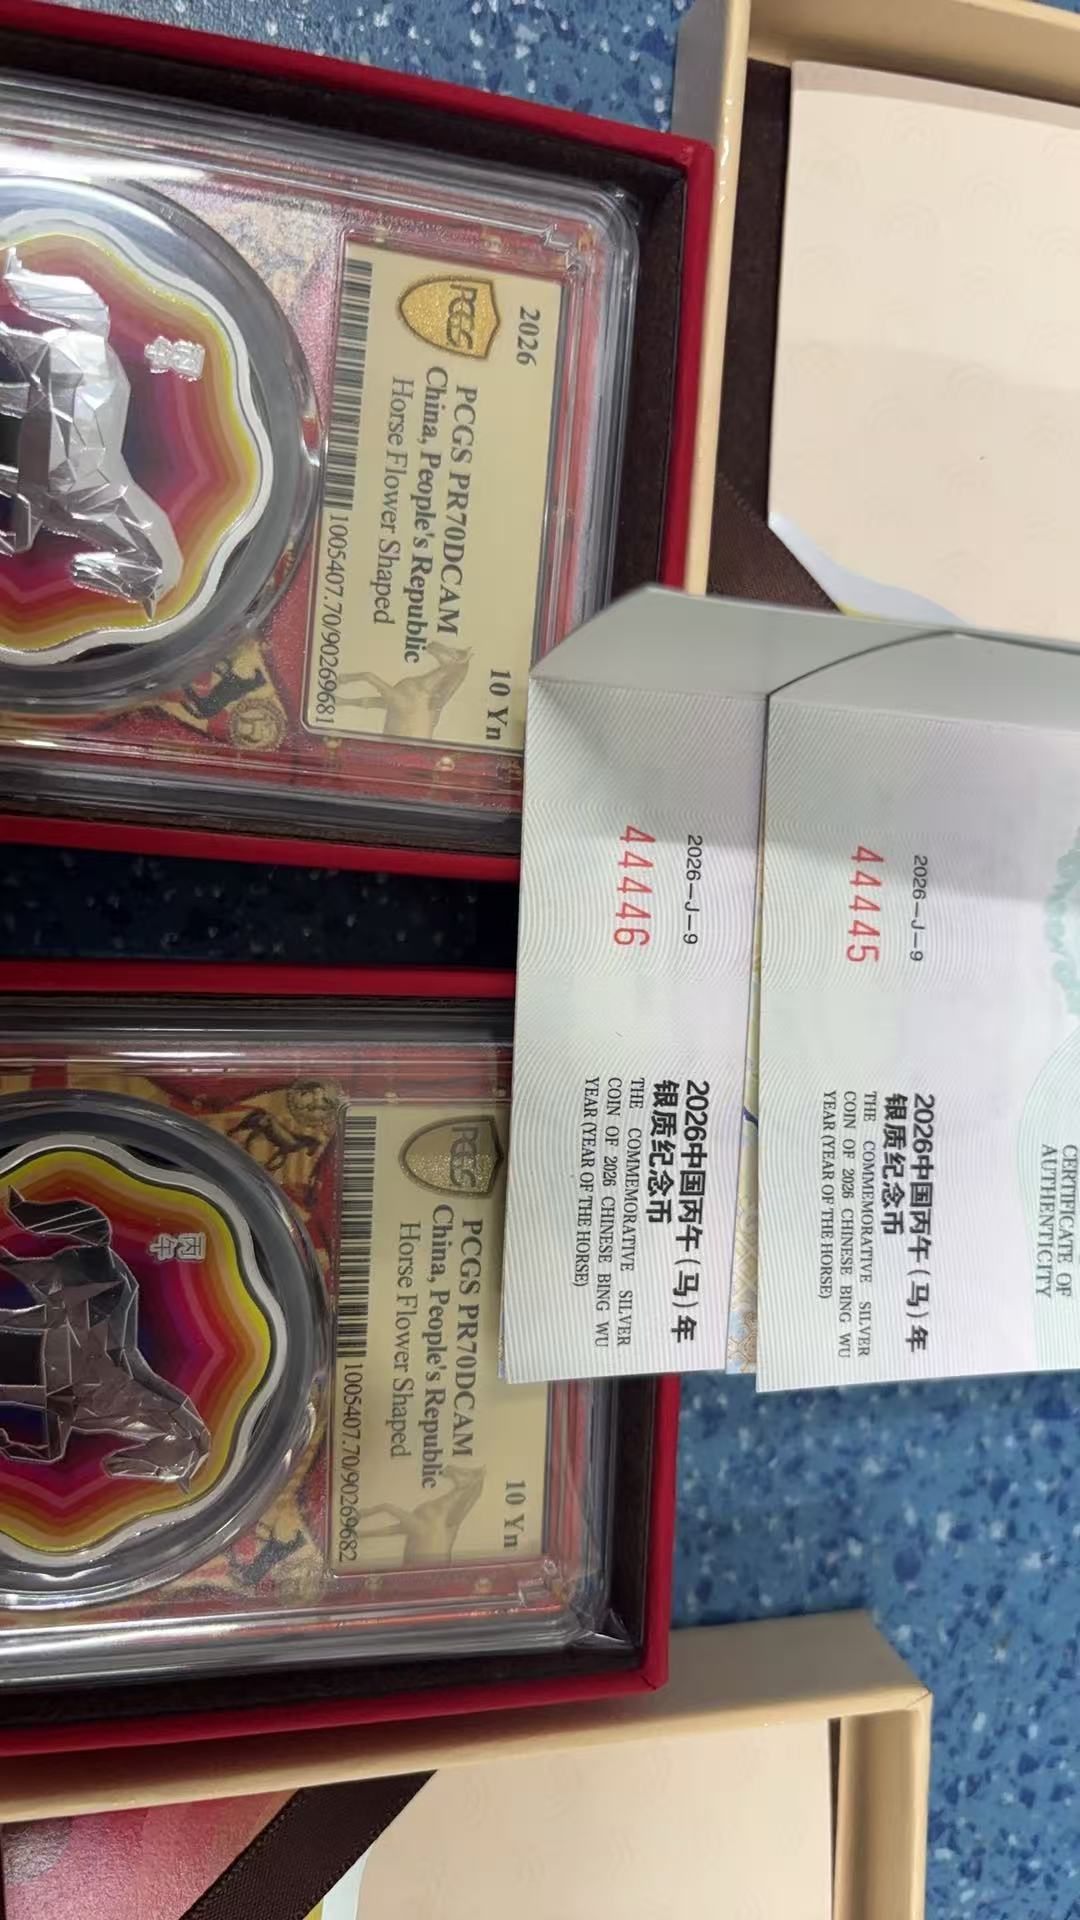 2026
10 Yn
PCGS
PCGS PR70DCAM
China, People's Republic
Horse Flower Shaped
1005407.70/90269681
10 Yn
PCGS
PCGS PR70DCAM
China, People's Republic
Horse Flower Shaped
1005407.70/90269682
丙午
CERTIFICATE OF
AUTHENTICITY
2026—J—9
44445
2026中国丙午(马)年
银质纪念币
THE COMMEMORATIVE SILVER
COIN OF 2026 CHINESE BING WU
YEAR (YEAR OF THE HORSE)
2026—J—9
44446
2026中国丙午(马)年
银质纪念币
THE COMMEMORATIVE SILVER
COIN OF 2026 CHINESE BING WU
YEAR (YEAR OF THE HORSE)